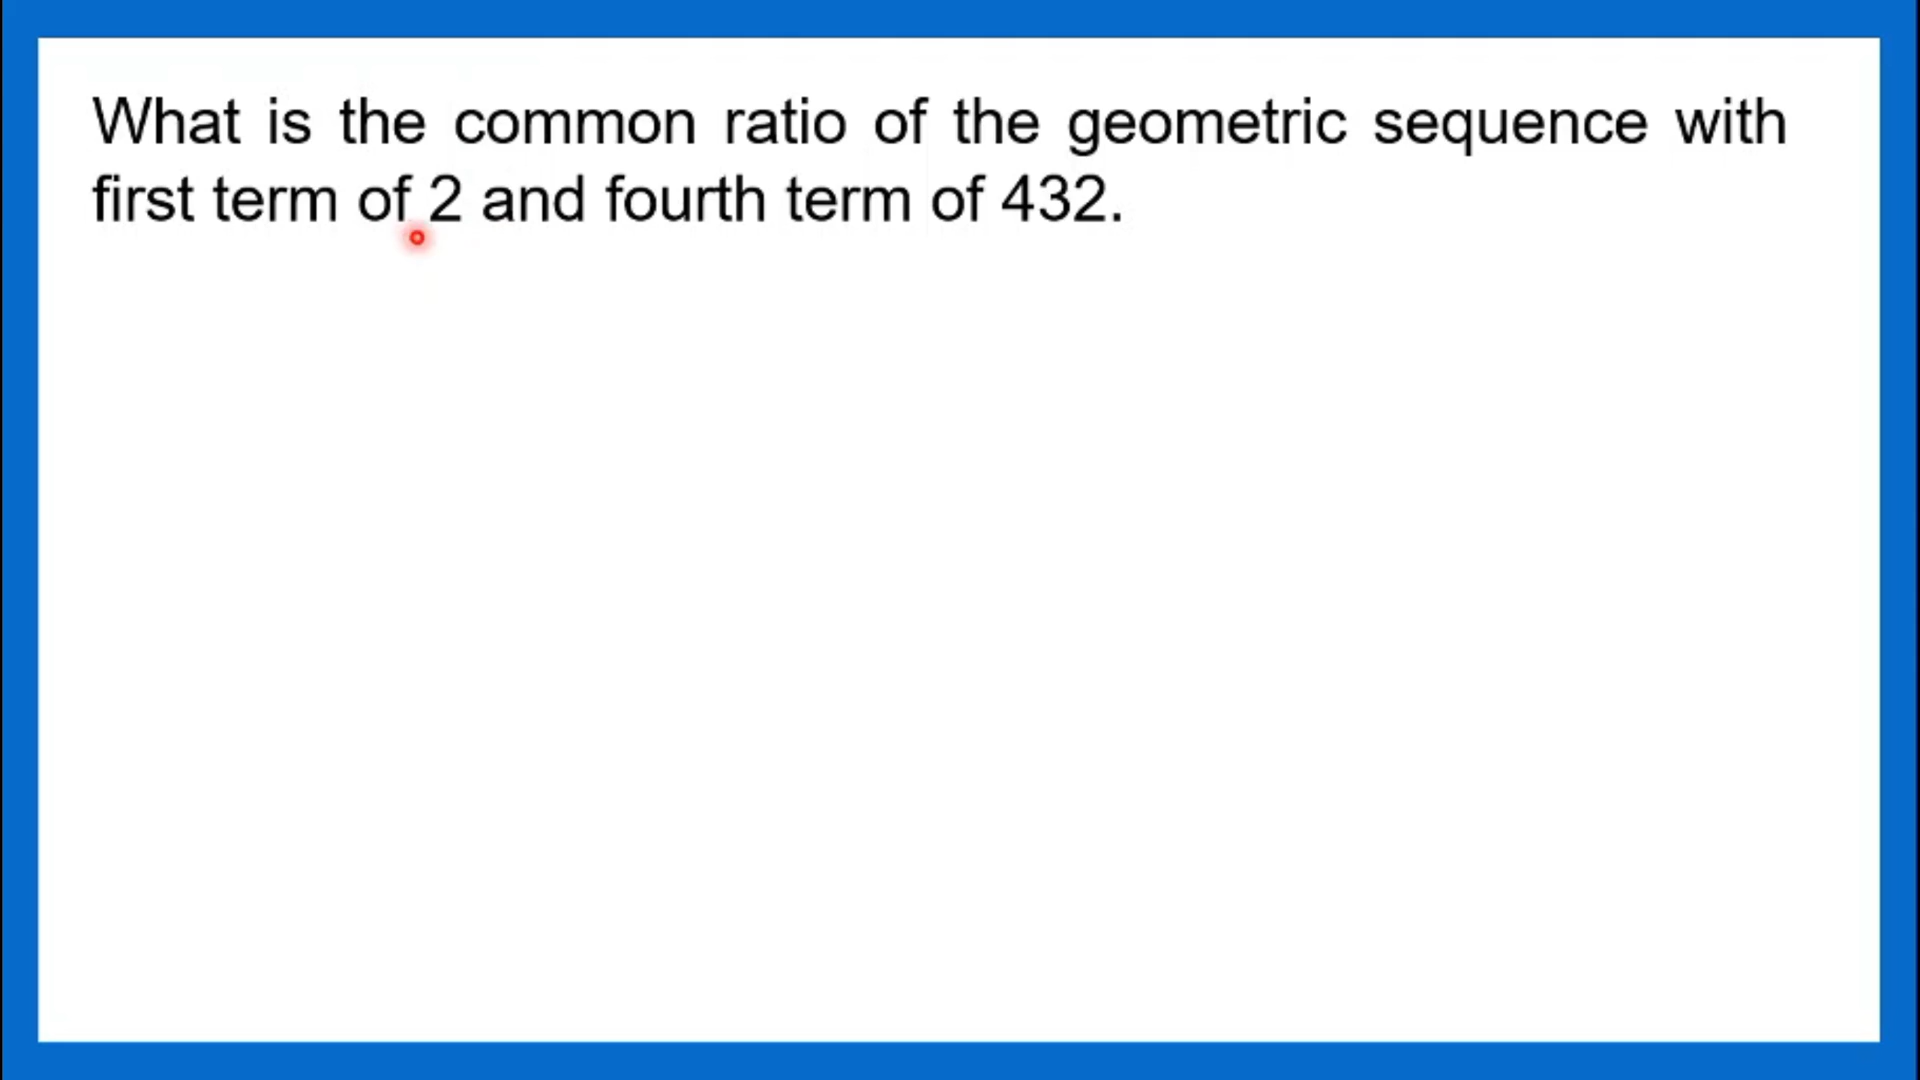 What is the common ratio of the geometric sequence with
first term of 2 and fourth term of 432.